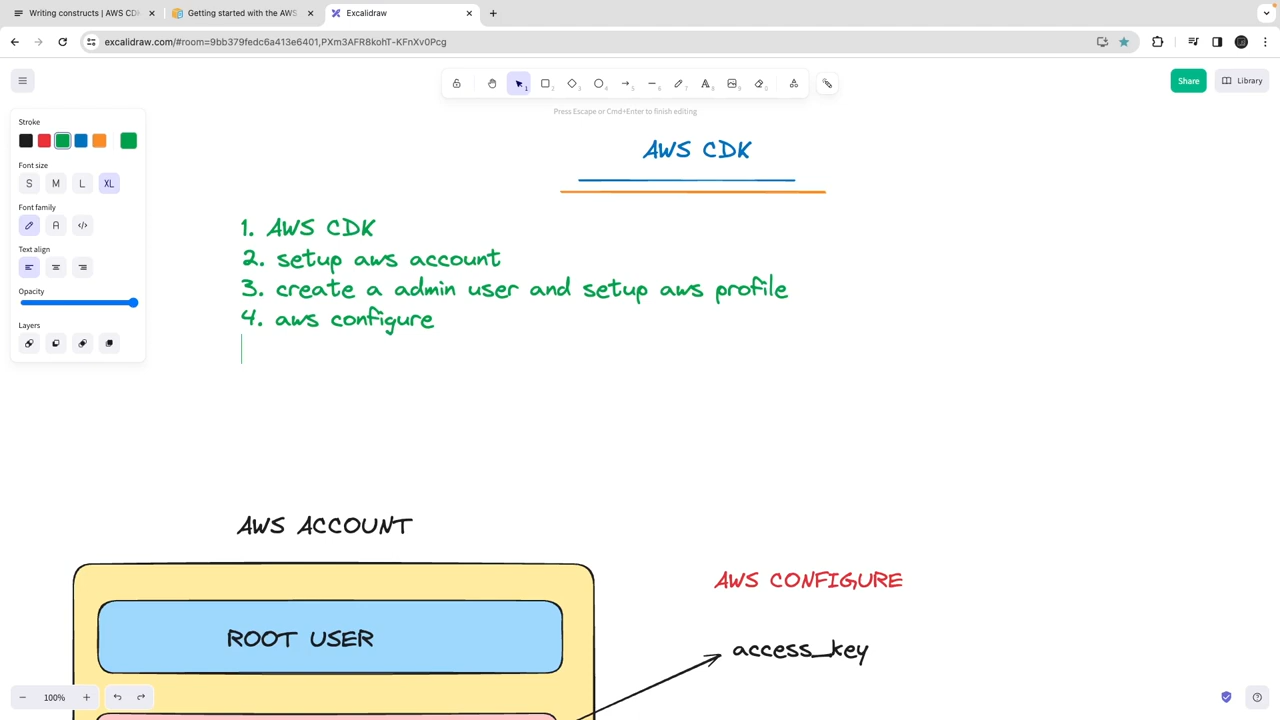 Writing constructs | AWS CD
Getting started with the AWS
Excalidraw
excalidraw.com/#room=9bb379fedc6a413e6401,PXm3AFR8kohT-KFnXv0Pcg
Share
Library
Press Escape or Cmd+Enter to finish editing
Stroke
Font size
S M L XL
Font family
A </>
Text align
Opacity
Layers
AWS CDK
1. AWS CDK
2. setup aws account
3. create a admin user and setup aws profile
4. aws configure
AWS ACCOUNT
AWS CONFIGURE
ROOT USER
access_key
100%